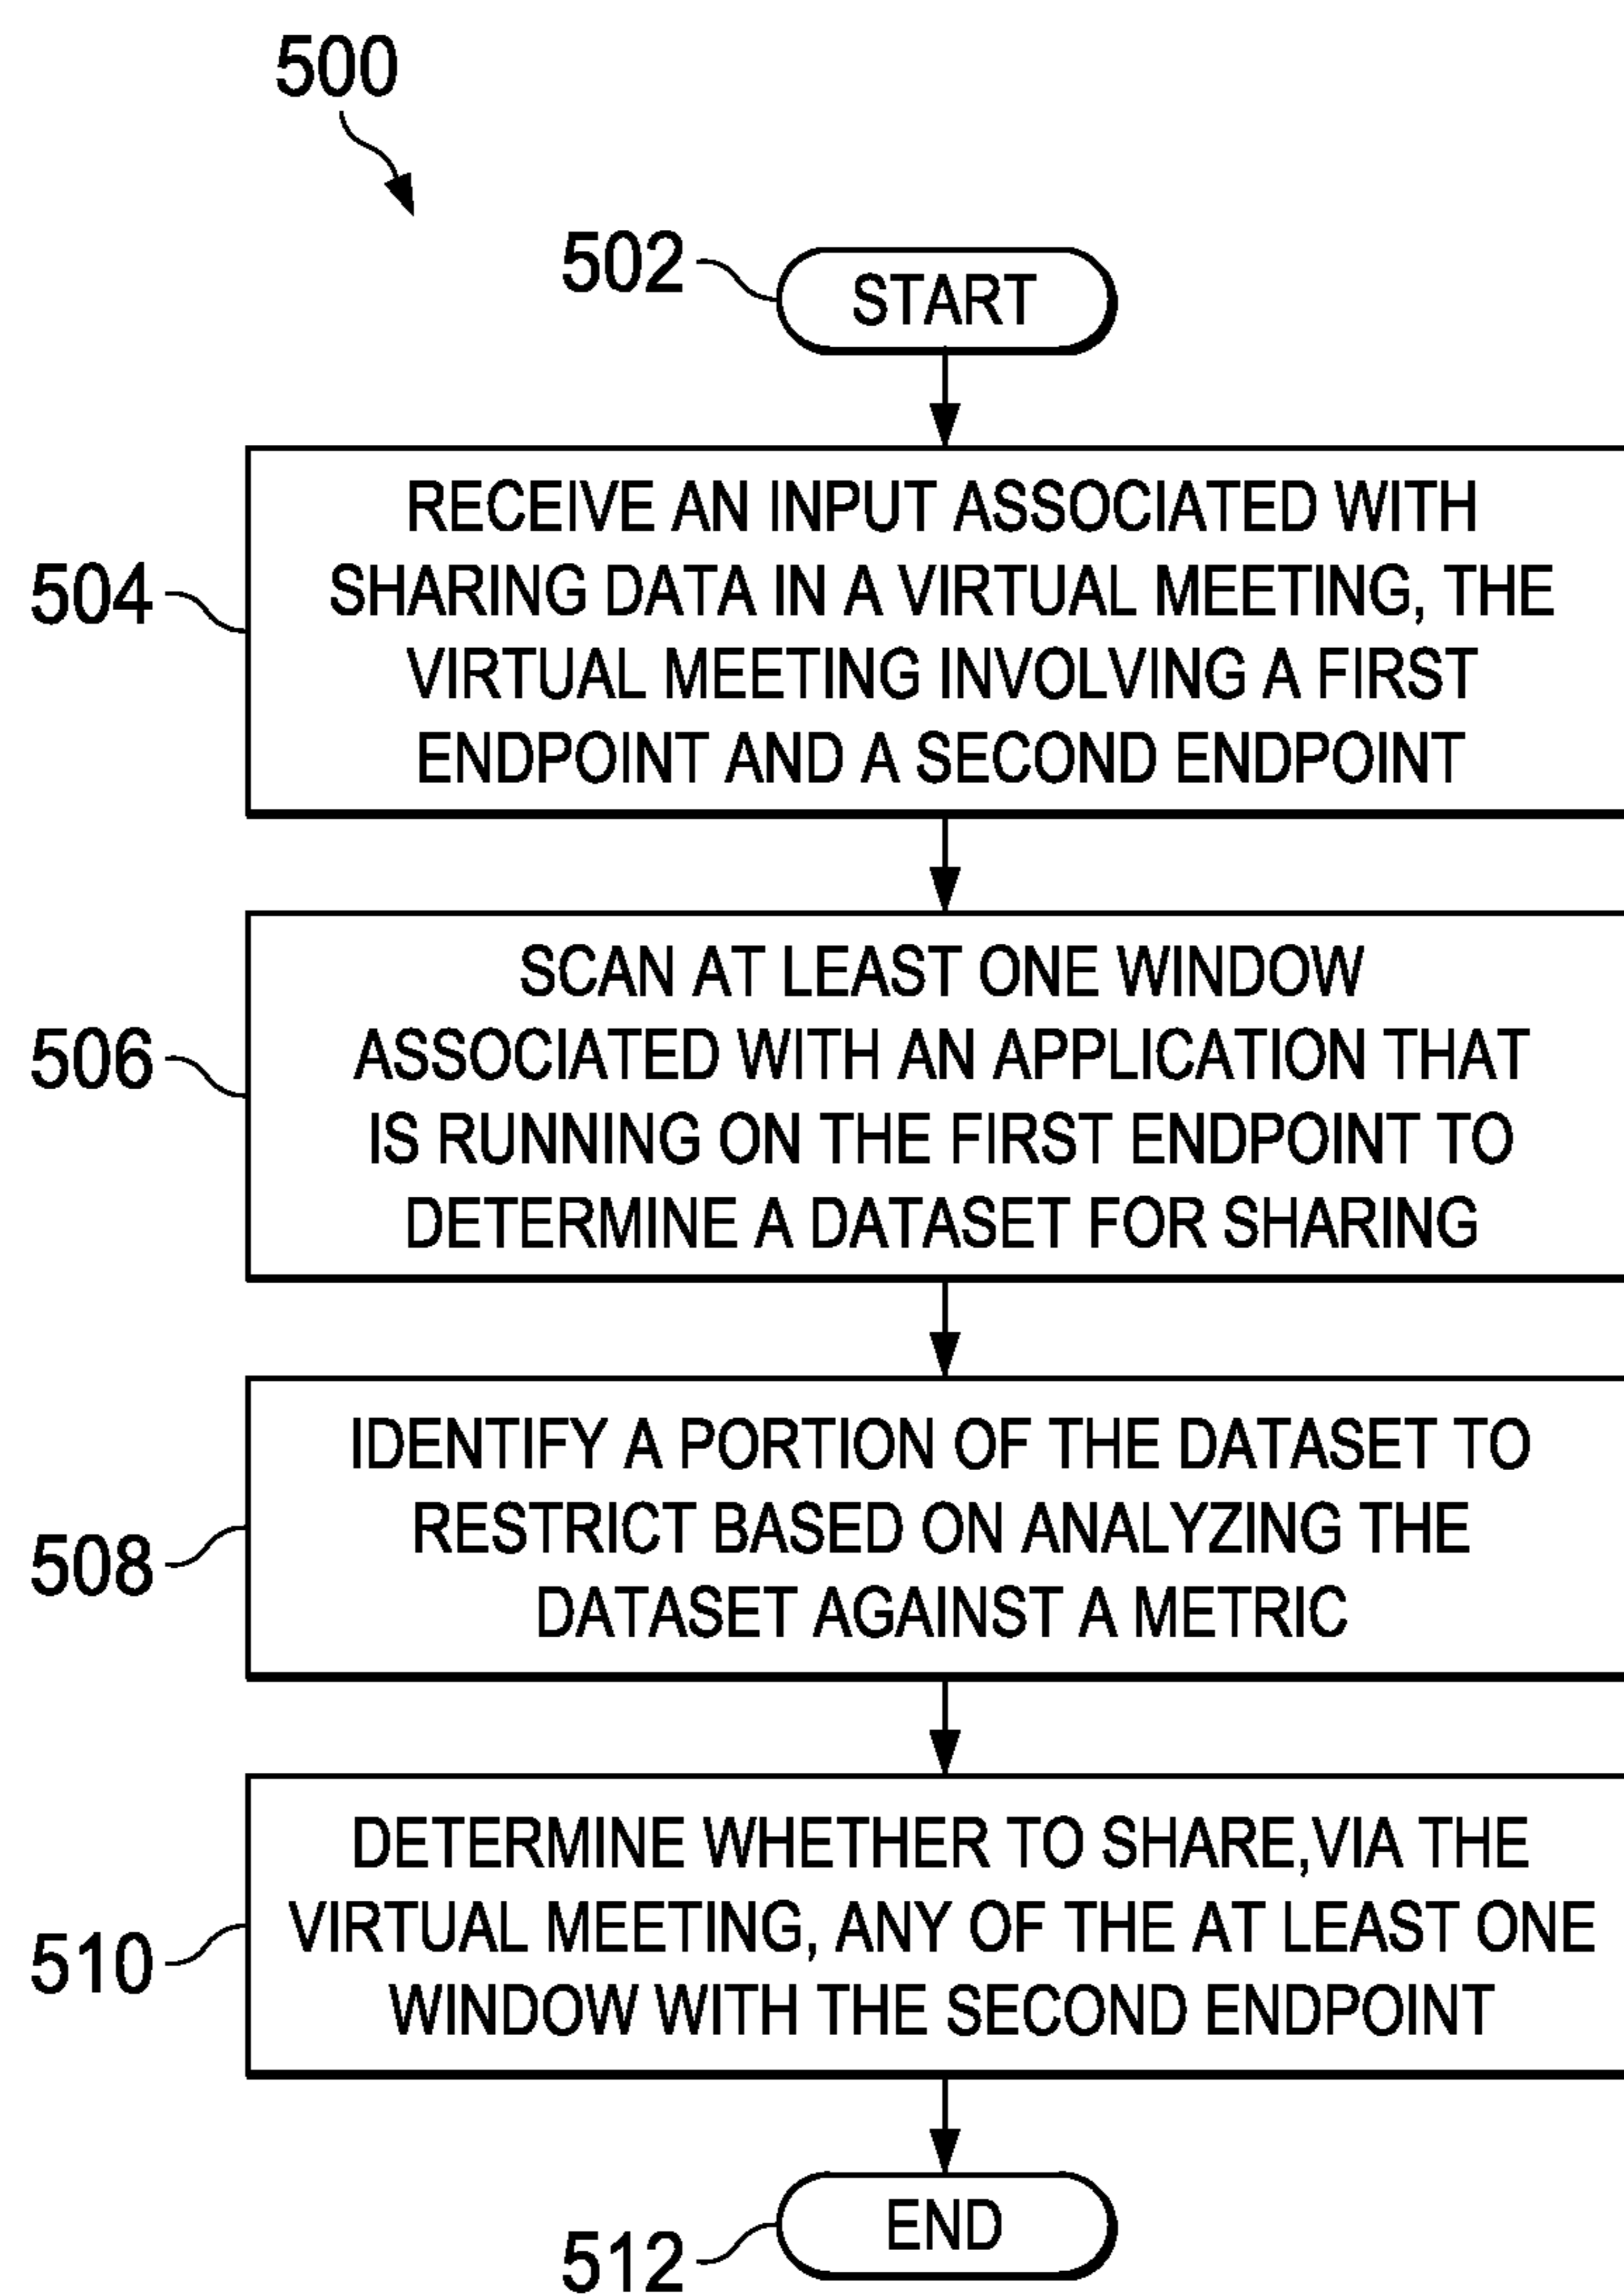 500
502
START
504
RECEIVE AN INPUT ASSOCIATED WITH
SHARING DATA IN A VIRTUAL MEETING, THE
VIRTUAL MEETING INVOLVING A FIRST
ENDPOINT AND A SECOND ENDPOINT
506
SCAN AT LEAST ONE WINDOW
ASSOCIATED WITH AN APPLICATION THAT
IS RUNNING ON THE FIRST ENDPOINT TO
DETERMINE A DATASET FOR SHARING
508
IDENTIFY A PORTION OF THE DATASET TO
RESTRICT BASED ON ANALYZING THE
DATASET AGAINST A METRIC
510
DETERMINE WHETHER TO SHARE,VIA THE
VIRTUAL MEETING, ANY OF THE AT LEAST ONE
WINDOW WITH THE SECOND ENDPOINT
512
END